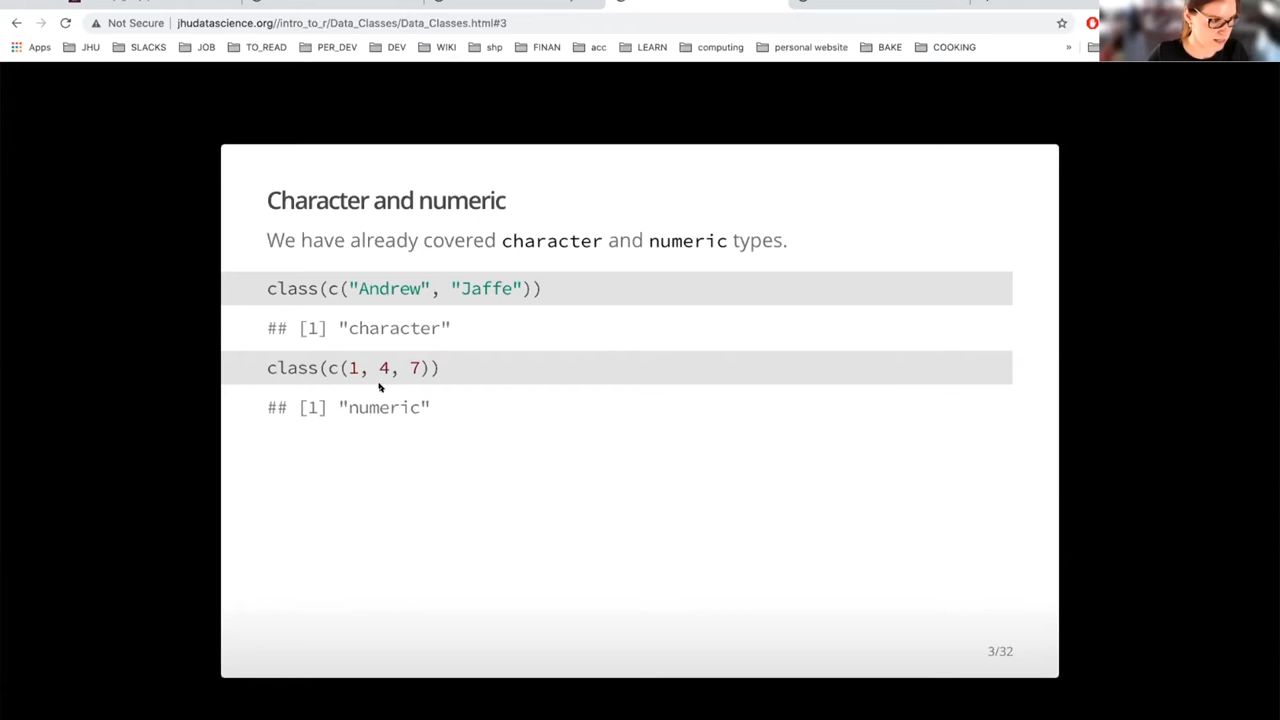 Not Secure jhudatascience.org//intro_to_r/Data_Classes/Data_Classes.html#3
Apps JHU SLACKS JOB TO_READ PER_DEV DEV WIKI shp FINAN acc LEARN computing personal website BAKE COOKING »
Character and numeric
We have already covered character and numeric types.
class(c("Andrew", "Jaffe"))
## [1] "character"
class(c(1, 4, 7))
## [1] "numeric"
3/32